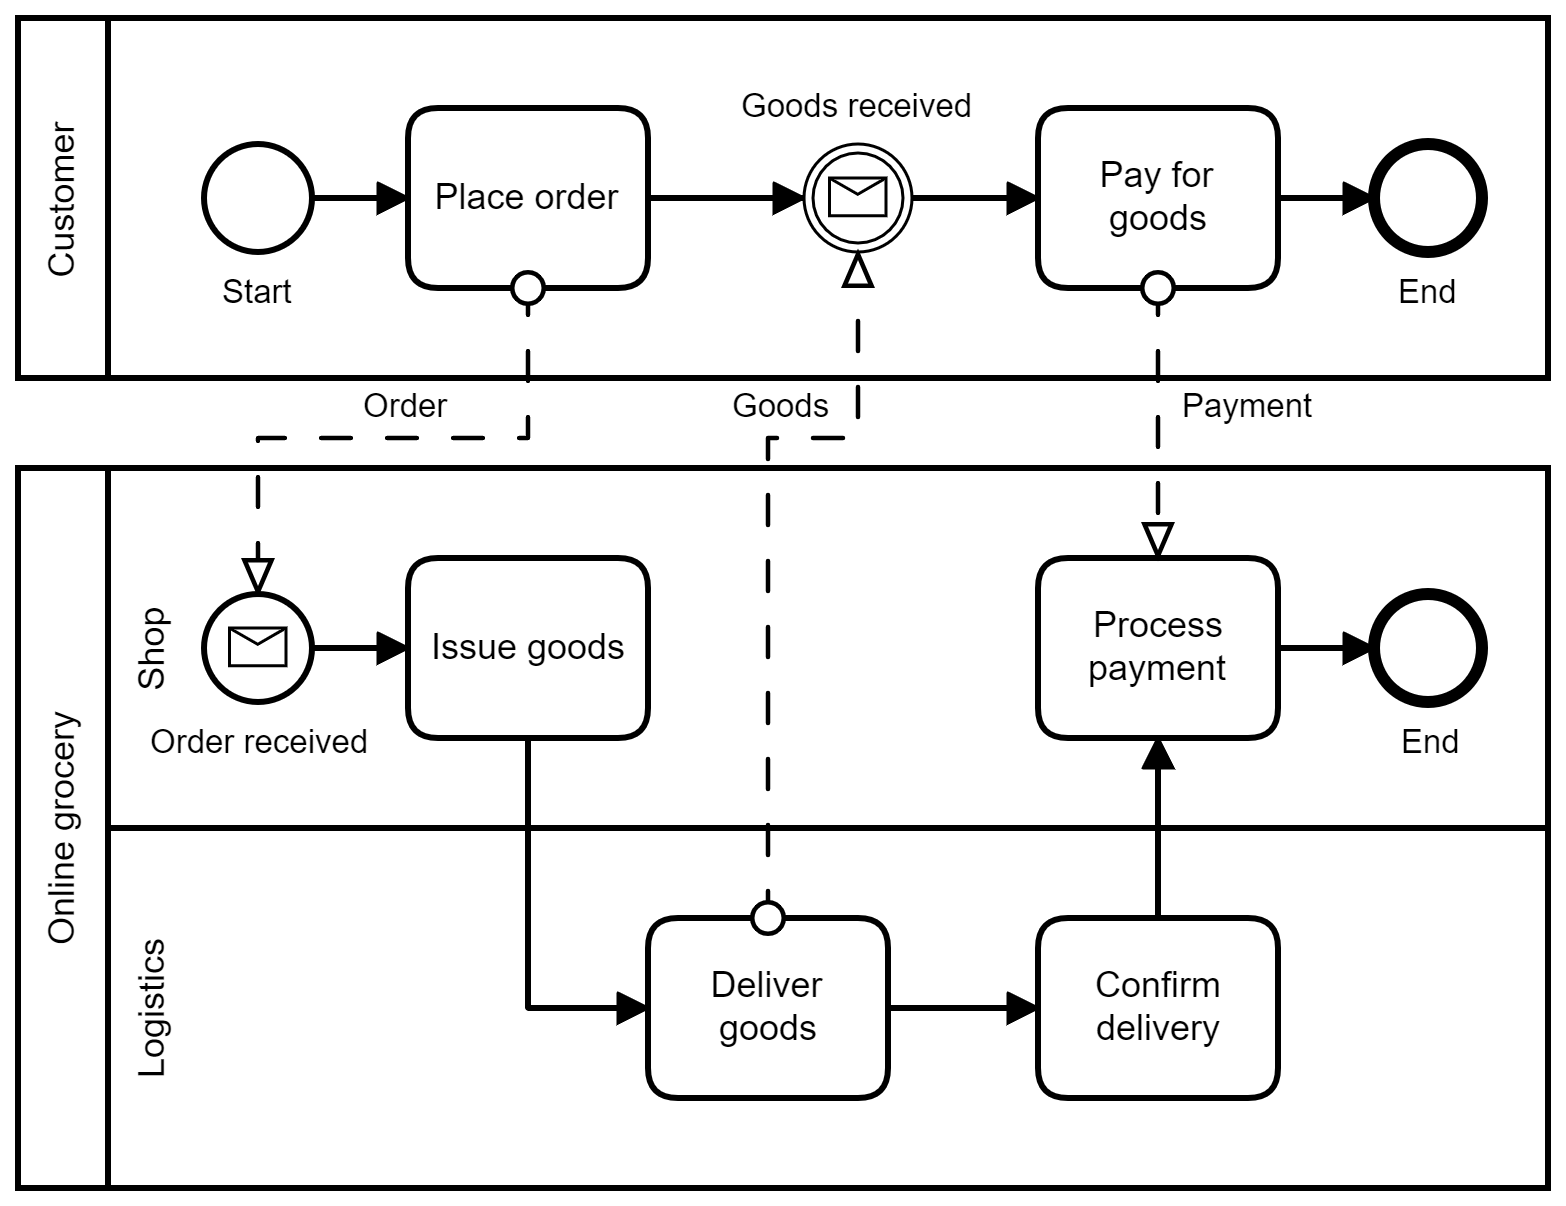 Customer
Start
Place order
Goods received
Pay for
goods
End
Order
Goods
Payment
Online grocery
Shop
Order received
Issue goods
Process
payment
End
Logistics
Deliver
goods
Confirm
delivery